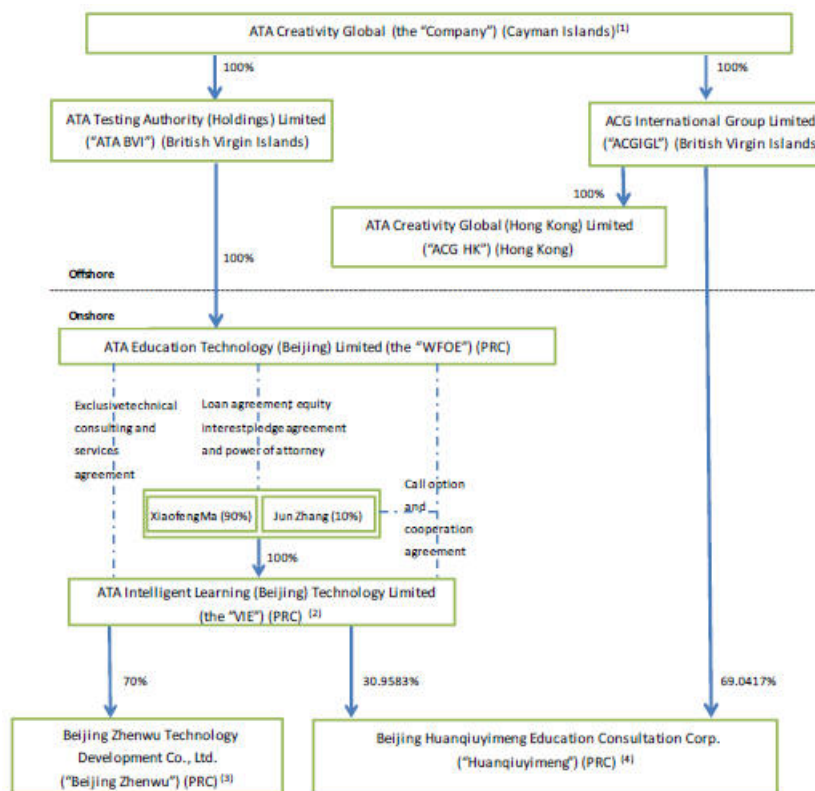 ATA Creativity Global (the “Company”) (Cayman Islands)(1)
100%
100%
ATA Testing Authority (Holdings) Limited
(“ATA BVI”) (British Virgin Islands)
ACG International Group Limited
(“ACGIGL”) (British Virgin Islands
100%
ATA Creativity Global (Hong Kong) Limited
(“ACG HK”) (Hong Kong)
100%
Offshore
Onshore
ATA Education Technology (Beijing) Limited (the “WFOE”) (PRC)
Exclusivetechnical
consulting and
services
agreement
Loan agreement, equity
interestpledge agreement
and power of attorney
Call option
and
cooperation
agreement
XiaofengMa (90%)
Jun Zhang (10%)
100%
ATA Intelligent Learning (Beijing) Technology Limited
(the “VIE”) (PRC) (2)
70%
30.9583%
69.0417%
Beijing Zhenwu Technology
Development Co., Ltd.
(“Beijing Zhenwu”) (PRC) (3)
Beijing Huanqiuyimeng Education Consultation Corp.
(“Huanqiuyimeng”) (PRC) (4)